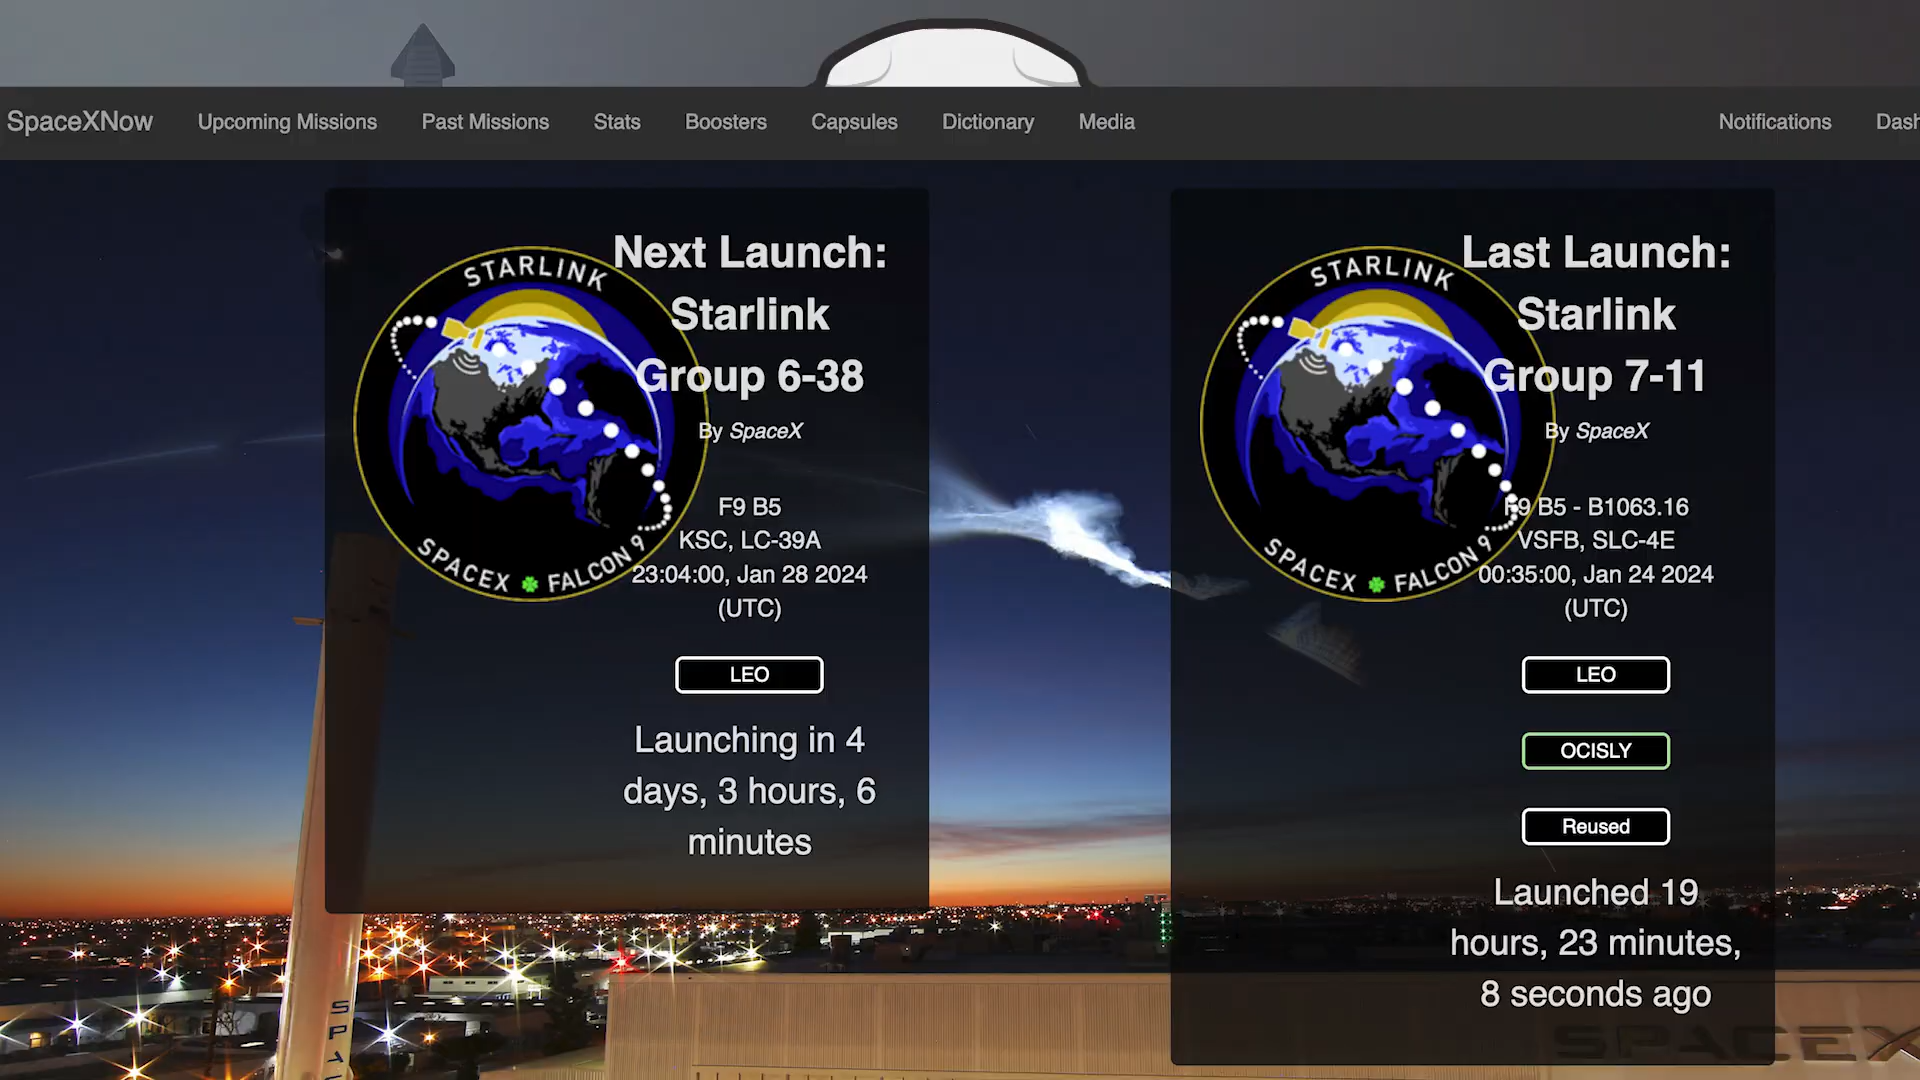 SpaceXNow
Upcoming Missions
Past Missions
Stats
Boosters
Capsules
Dictionary
Media
Notifications
STARLINK
SPACEX
FALCON 9
Next Launch:
Starlink
Group 6-38
By SpaceX
F9 B5
KSC, LC-39A
23:04:00, Jan 28 2024
(UTC)
LEO
Launching in 4
days, 3 hours, 6
minutes
STARLINK
SPACEX
FALCON 9
Last Launch:
Starlink
Group 7-11
By SpaceX
F9 B5 - B1063.16
VSFB, SLC-4E
00:35:00, Jan 24 2024
(UTC)
LEO
OCISLY
Reused
Launched 19
hours, 23 minutes,
8 seconds ago
SPA
SPACEX